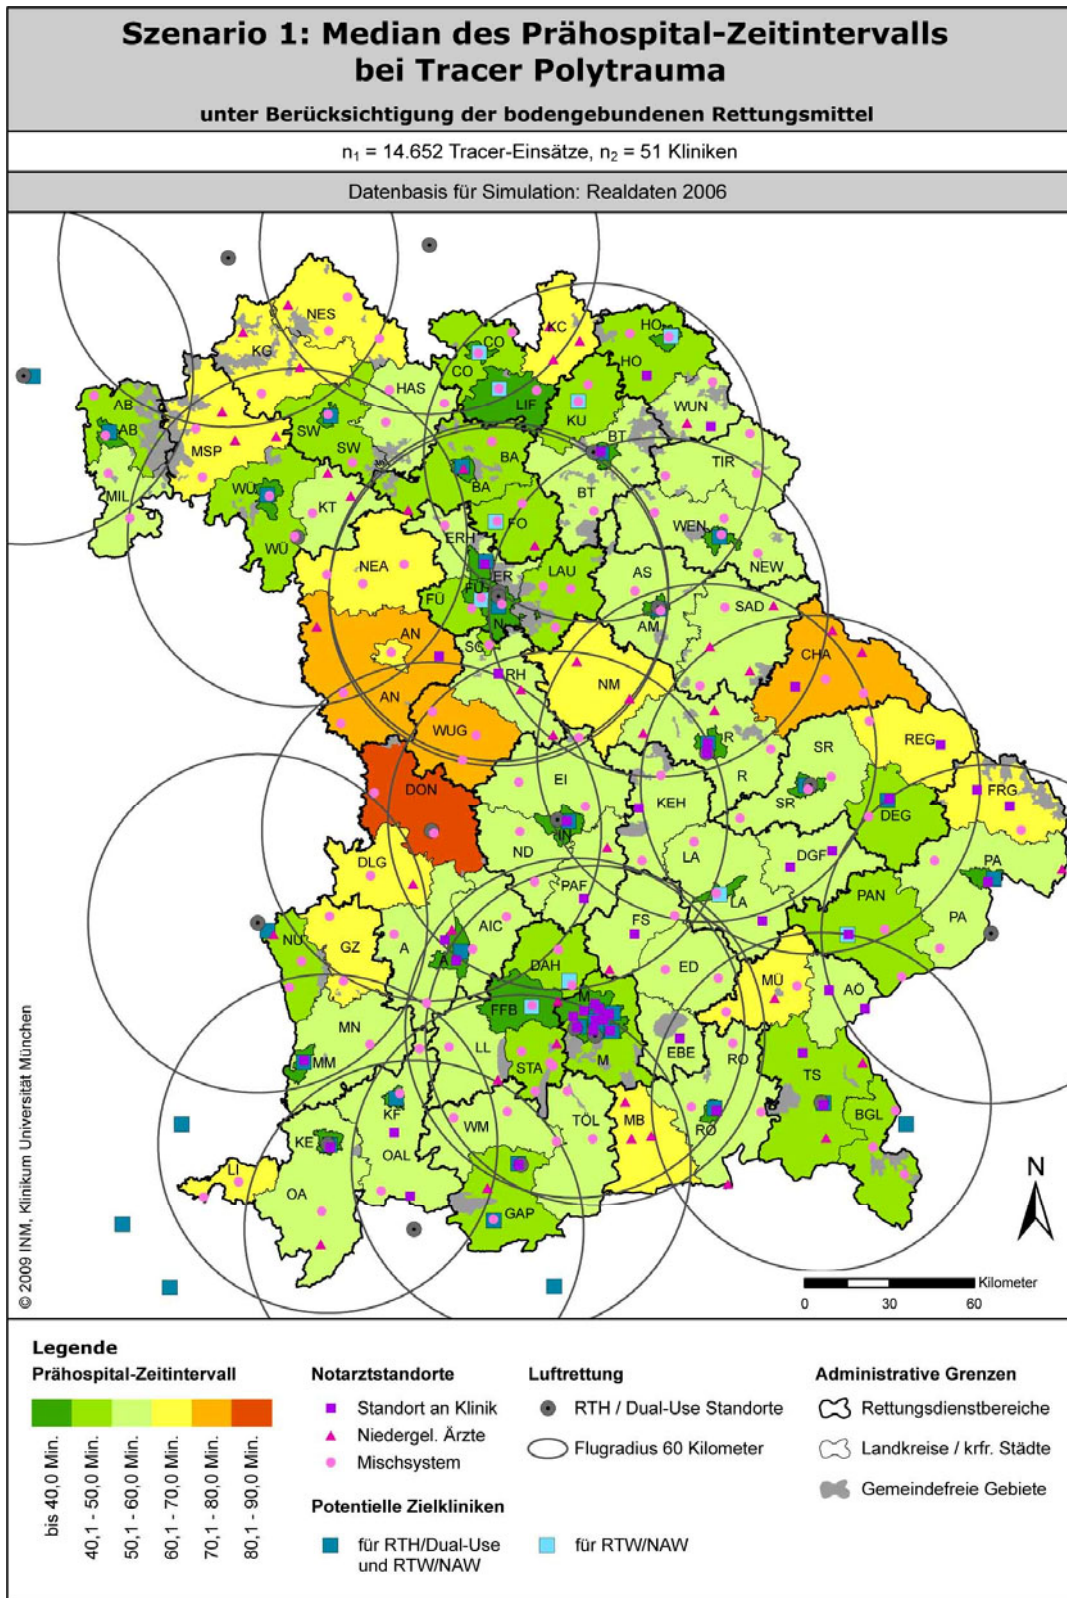 Szenario 1: Median des Prähospital-Zeitintervalls
bei Tracer Polytrauma
unter Berücksichtigung der bodengebundenen Rettungsmittel
n₁ = 14.652 Tracer-Einsätze, n₂ = 51 Kliniken
Datenbasis für Simulation: Realdaten 2006
NES
KG
CO
CO
KC
HO
HO
HAS
LIF
KU
WUN
AB
AB
MSP
SW
SW
BT
TIR
BA
BA
MIL
WÜ
WÜ
KT
BT
FO
WEN
ERH
ER
NEW
NEA
FÜ
FÜ
LAU
AS
N
AM
SAD
AN
SC
CHA
RH
NM
AN
WUG
R
SR
REG
EI
R
DON
KEH
SR
FRG
DEG
IN
ND
LA
DGF
PA
DLG
PAF
LA
PAN
AIC
FS
PA
NU
GZ
A
A
DAH
ED
MÜ
AÖ
FFB
M
MN
LL
EBE
RO
MM
STA
M
TS
KF
WM
TÖL
MB
RO
BGL
KE
OAL
LI
OA
GAP
N
Kilometer
0 30 60
© 2009 INM, Klinikum Universität München
Legende
Prähospital-Zeitintervall
bis 40,0 Min.
40,1 - 50,0 Min.
50,1 - 60,0 Min.
60,1 - 70,0 Min.
70,1 - 80,0 Min.
80,1 - 90,0 Min.
Notarztstandorte
Standort an Klinik
Niedergel. Ärzte
Mischsystem
Potentielle Zielkliniken
für RTH/Dual-Use
und RTW/NAW
für RTW/NAW
Luftrettung
RTH / Dual-Use Standorte
Flugradius 60 Kilometer
Administrative Grenzen
Rettungsdienstbereiche
Landkreise / krfr. Städte
Gemeindefreie Gebiete